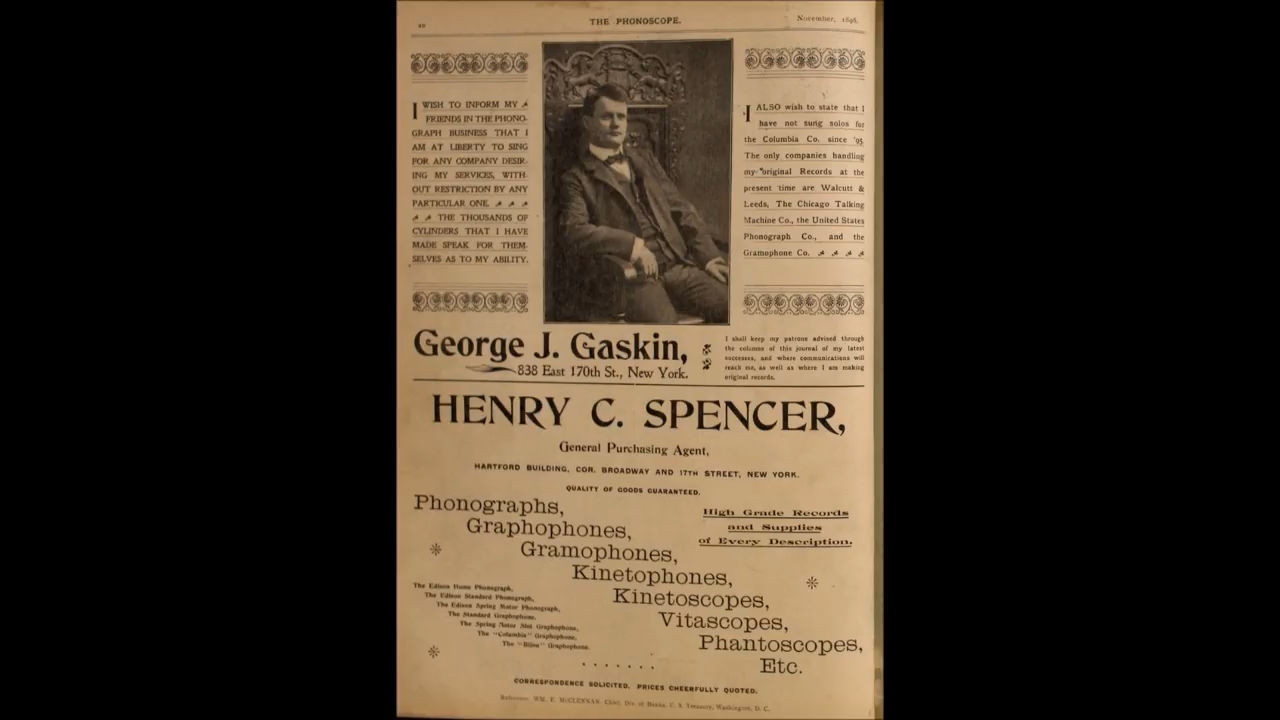 20
THE PHONOSCOPE.
November, 1896.
I WISH TO INFORM MY
FRIENDS IN THE PHONO-
GRAPH BUSINESS THAT I
AM AT LIBERTY TO SING
FOR ANY COMPANY DESIR-
ING MY SERVICES, WITH-
OUT RESTRICTION BY ANY
PARTICULAR ONE.
THE THOUSANDS OF
CYLINDERS THAT I HAVE
MADE SPEAK FOR THEM-
SELVES AS TO MY ABILITY.
I ALSO wish to state that I
have not sung solos for
the Columbia Co. since '95
The only companies handling
my original Records at the
present time are Walcutt &
Leeds, The Chicago Talking
Machine Co., the United States
Phonograph Co., and the
Gramophone Co.
George J. Gaskin,
838 East 170th St., New York.
I shall keep my patrons advised through
the columns of this journal of my latest
successes, and where communications will
reach me, as well as where I am making
original records.
HENRY C. SPENCER,
General Purchasing Agent,
HARTFORD BUILDING, COR. BROADWAY AND 17TH STREET, NEW YORK.
QUALITY OF GOODS GUARANTEED.
Phonographs,
Graphophones,
Gramophones,
Kinetophones,
Kinetoscopes,
Vitascopes,
Phantoscopes,
Etc.
High Grade Records
and Supplies
of Every Description.
The Edison Home Phonograph,
The Edison Standard Phonograph,
The Edison Spring Motor Phonograph,
The Standard Graphophone,
The Spring Motor Slot Graphophone,
The "Columbia" Graphophone,
The "Bijou" Graphophone.
CORRESPONDENCE SOLICITED. PRICES CHEERFULLY QUOTED.
Reference: WM. F. McCLENNAN, Chief, Div. of Banks, U. S. Treasury, Washington, D. C.